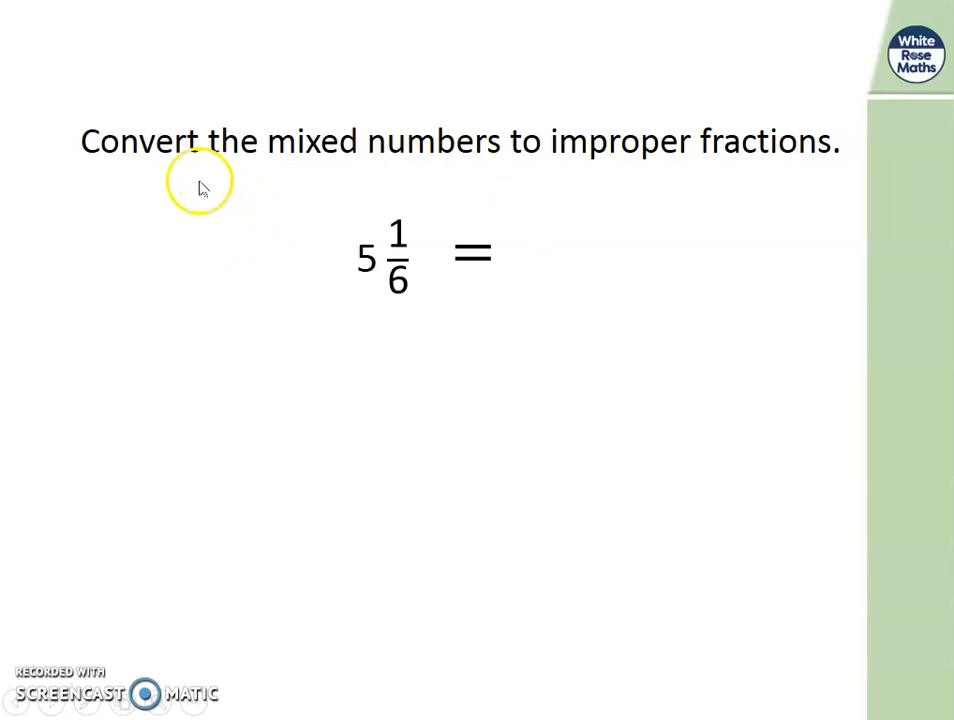 White
Rose
Maths
Convert the mixed numbers to improper fractions.
5 1/6 =
RECORDED WITH
SCREENCAST MATIC